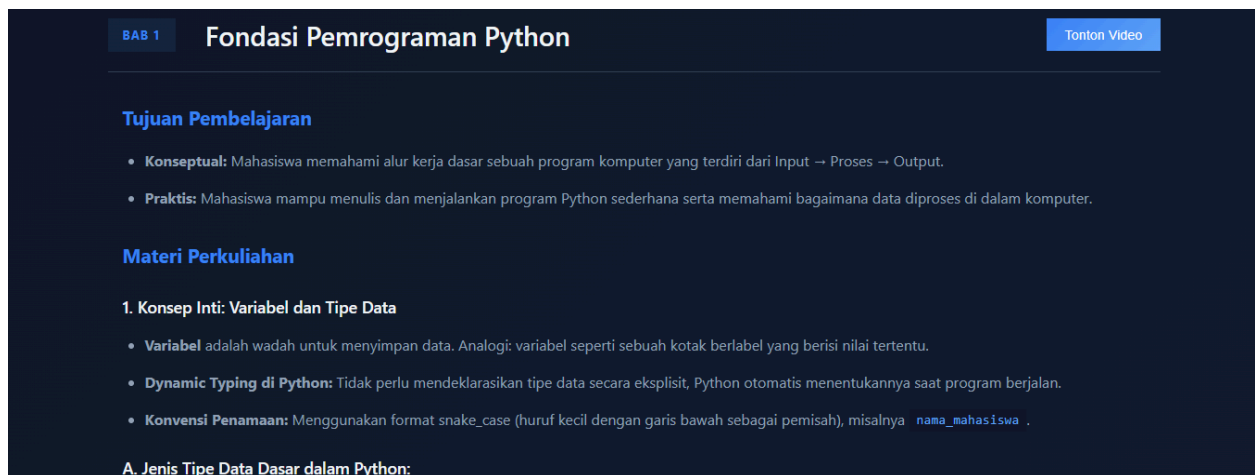 BAB 1
Fondasi Pemrograman Python
Tonton Video
Tujuan Pembelajaran
• Konseptual: Mahasiswa memahami alur kerja dasar sebuah program komputer yang terdiri dari Input → Proses → Output.
• Praktis: Mahasiswa mampu menulis dan menjalankan program Python sederhana serta memahami bagaimana data diproses di dalam komputer.
Materi Perkuliahan
1. Konsep Inti: Variabel dan Tipe Data
• Variabel adalah wadah untuk menyimpan data. Analogi: variabel seperti sebuah kotak berlabel yang berisi nilai tertentu.
• Dynamic Typing di Python: Tidak perlu mendeklarasikan tipe data secara eksplisit, Python otomatis menentukannya saat program berjalan.
• Konvensi Penamaan: Menggunakan format snake_case (huruf kecil dengan garis bawah sebagai pemisah), misalnya nama_mahasiswa .
A. Jenis Tipe Data Dasar dalam Python: